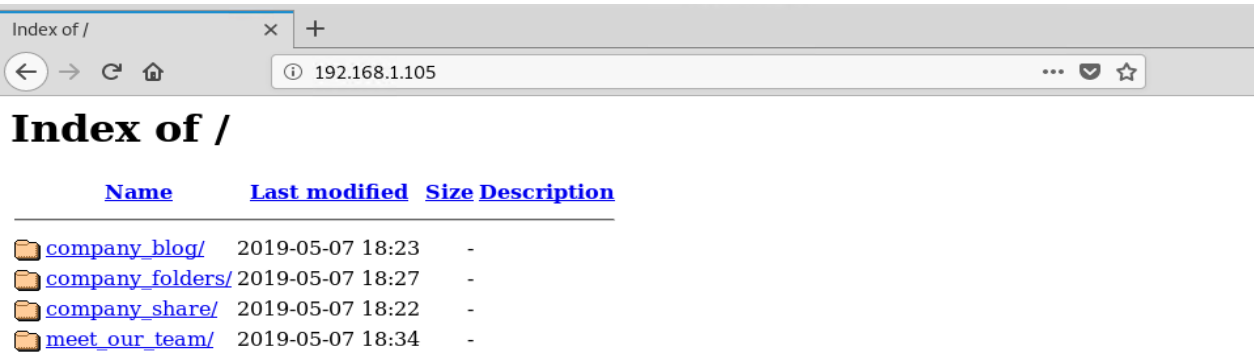 Index of /
192.168.1.105
Index of /
Name Last modified Size Description
company_blog/ 2019-05-07 18:23 -
company_folders/ 2019-05-07 18:27 -
company_share/ 2019-05-07 18:22 -
meet_our_team/ 2019-05-07 18:34 -